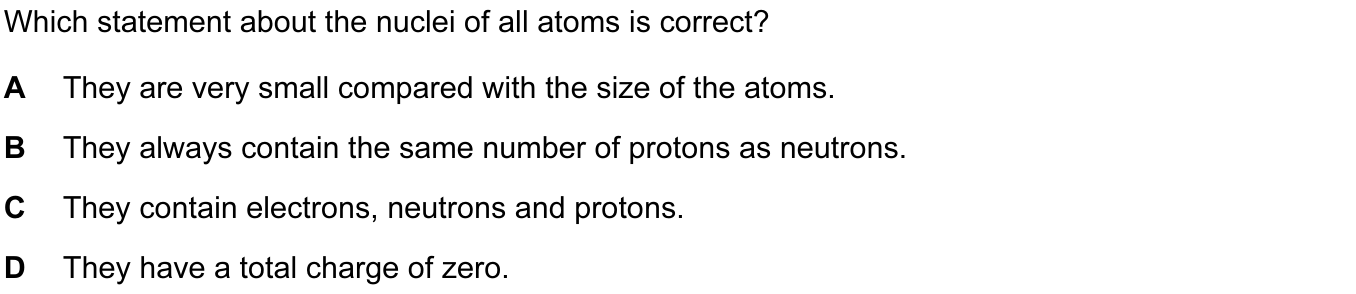 Which statement about the nuclei of all atoms is correct?
A They are very small compared with the size of the atoms.
B They always contain the same number of protons as neutrons.
C They contain electrons, neutrons and protons.
D They have a total charge of zero.